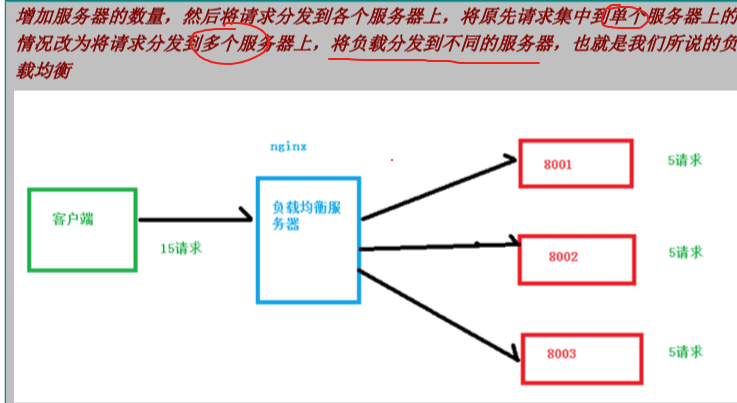 增加服务器的数量，然后将请求分发到各个服务器上，将原先请求集中到单个服务器上的
情况改为将请求分发到多个服务器上，将负载分发到不同的服务器，也就是我们所说的负
载均衡
nginx
客户端
15请求
负载均衡服
务器
8001
5请求
8002
5请求
8003
5请求